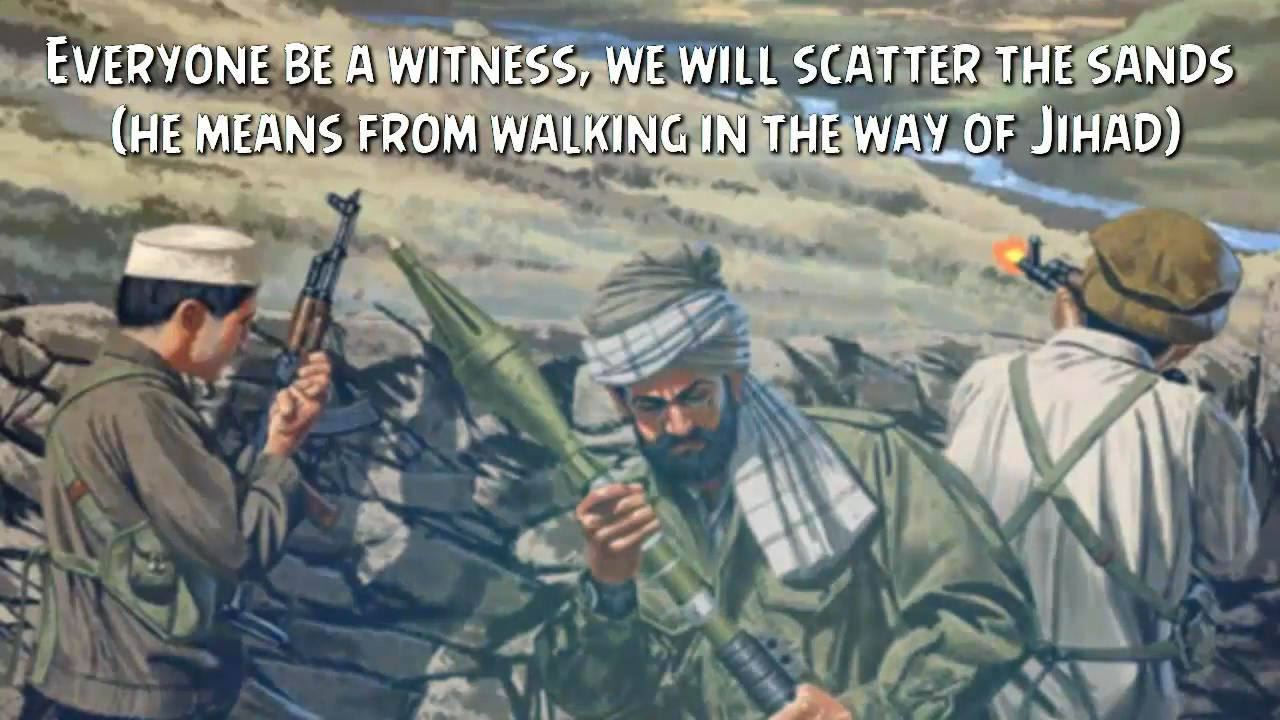 Everyone be a witness, we will scatter the sands
(he means from walking in the way of Jihad)